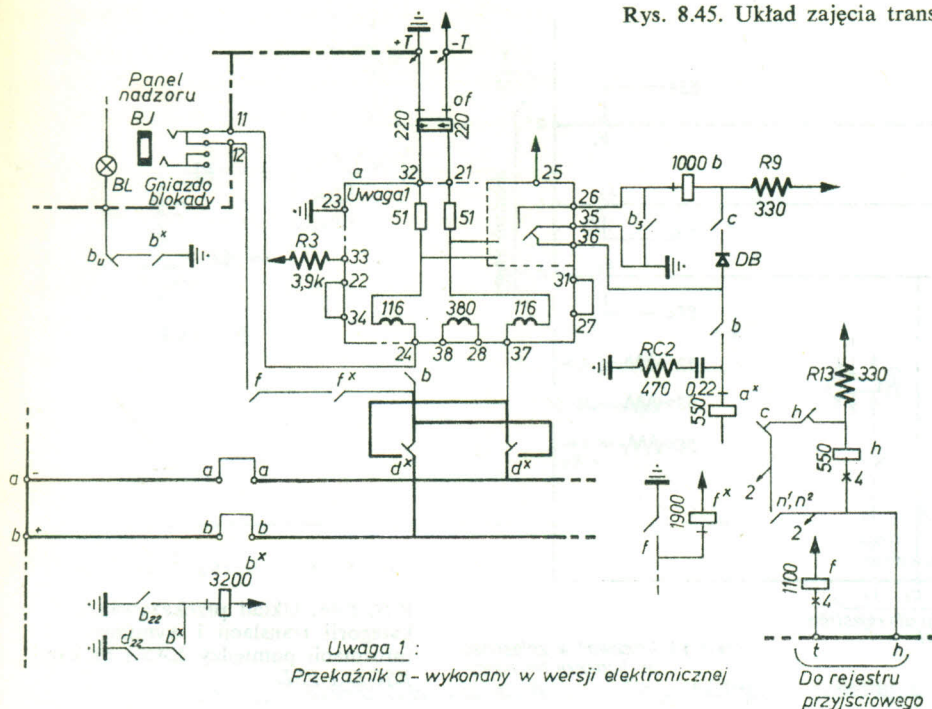 Rys. 8.45. Układ zajęcia trans
+T
-T
Panel
nadzoru
BJ
11
12
of
220
220
BL
Gniazdo
blokady
a
32
21
25
1000 b
R9
330
Uwaga1
23
51
51
26
35
36
b₃
c
DB
bᵤ
bˣ
R3
3,9k
33
22
34
31
27
116
380
116
24
38
28
37
b
b
RC2
470
0,22
550
aˣ
R13
330
f
fˣ
c
h
550
h
4
dˣ
dˣ
a
-
a
a
2
b
+
b
b
1900
fˣ
f
n¹, n²
2
bˣ
3200
b₂₂
d₂₂
bˣ
1100
f
4
t
h
Uwaga 1 :
Przekaźnik a - wykonany w wersji elektronicznej
Do rejestru
przyjściowego